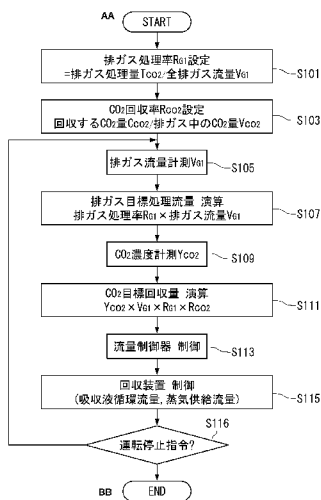 AA
START
排ガス処理率RG1設定
=排ガス処理量TCO2/全排ガス流量VG1
S101
CO2回収率RCO2設定
回収するCO2量CCO2/排ガス中のCO2量VCO2
S103
排ガス流量計測VG1
S105
排ガス目標処理流量 演算
排ガス処理率RG1×排ガス流量VG1
S107
CO2濃度計測YCO2
S109
CO2目標回収量 演算
YCO2×VG1×RG1×RCO2
S111
流量制御器 制御
S113
回収装置 制御
(吸収液循環流量,蒸気供給流量)
S115
S116
運転停止指令?
BB
END